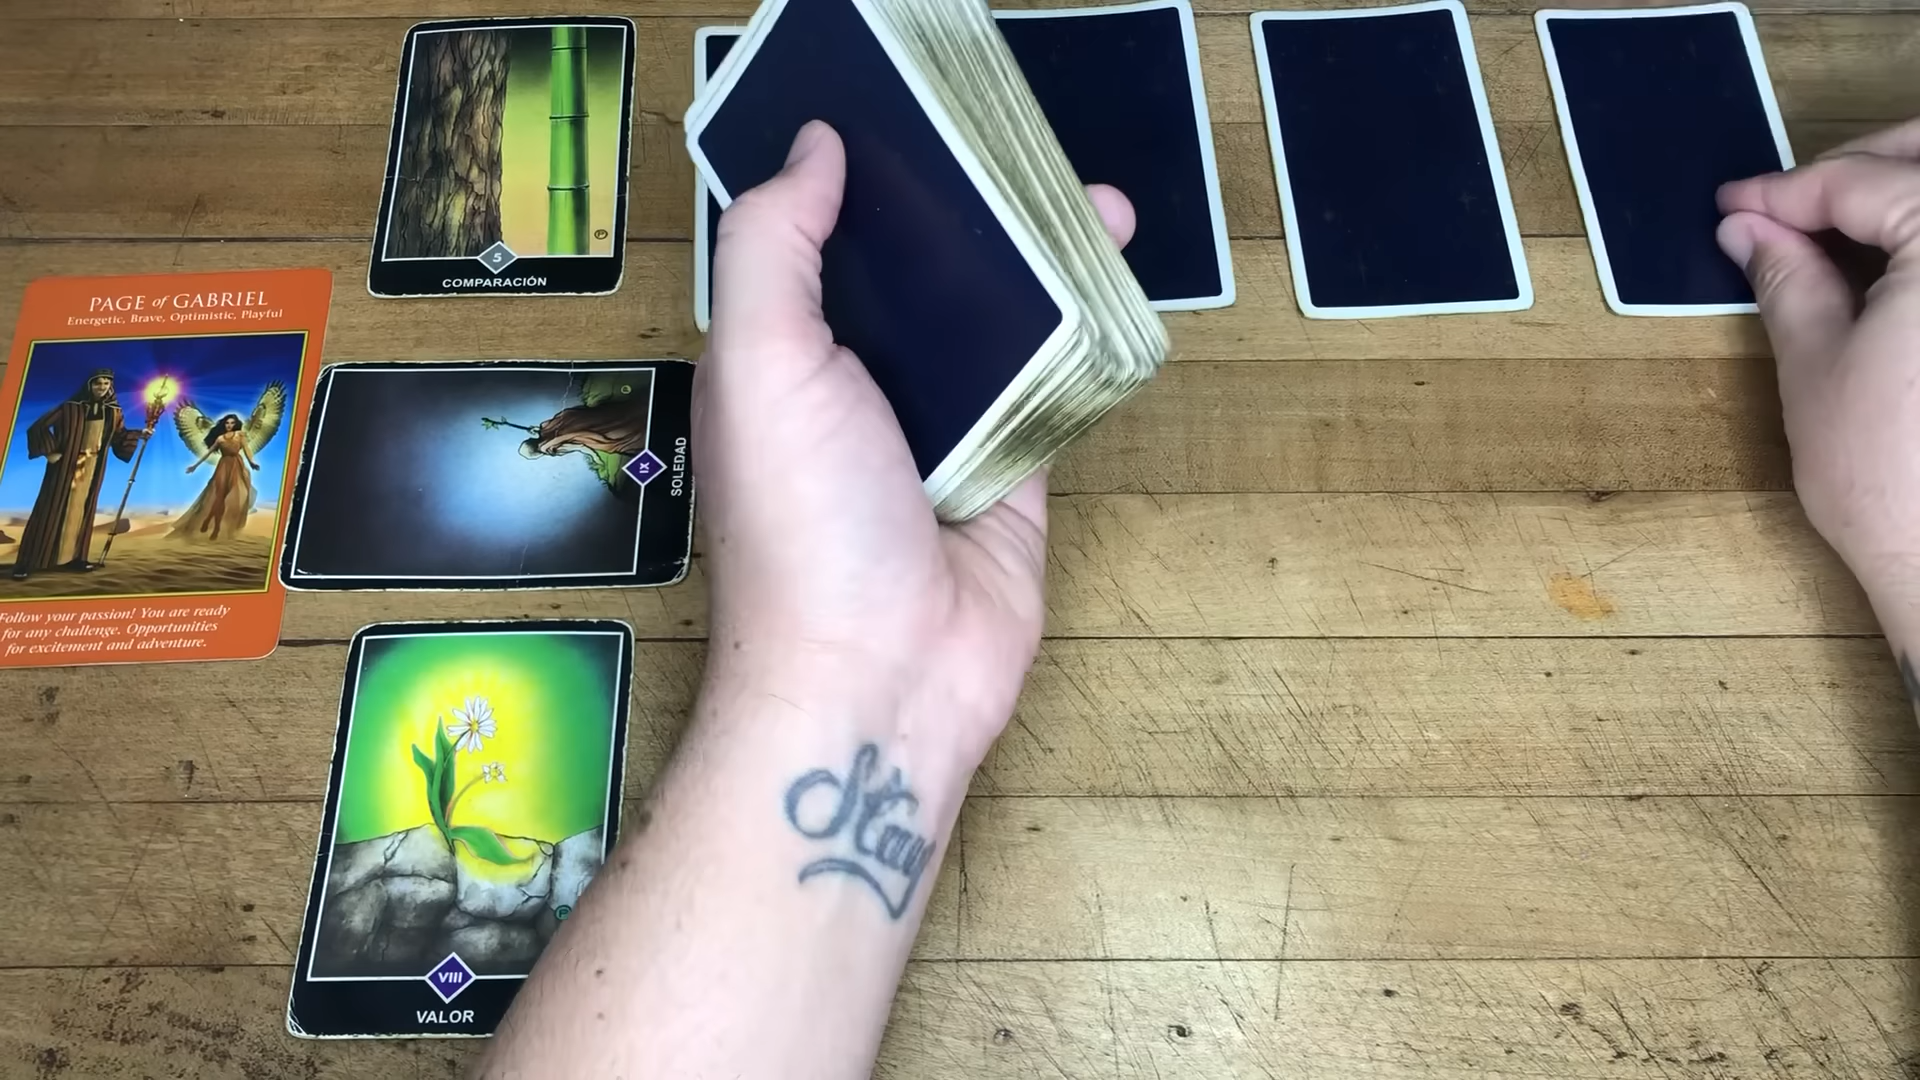 5
COMPARACIÓN
PAGE of GABRIEL
Energetic, Brave, Optimistic, Playful
Follow your passion! You are ready
for any challenge. Opportunities
for excitement and adventure.
IX
SOLEDAD
Stay
VIII
VALOR